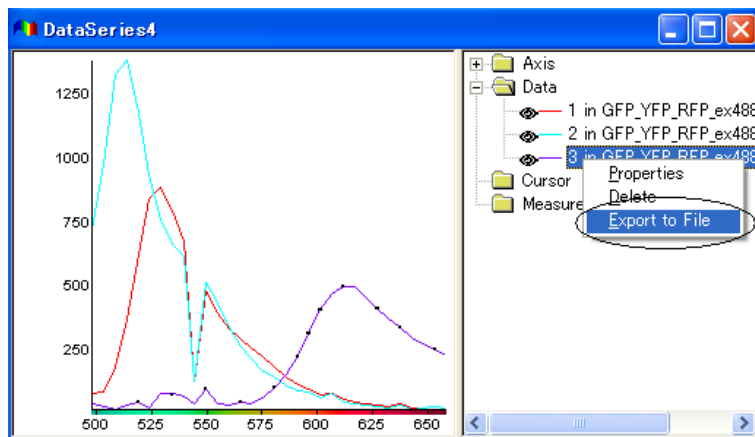 DataSeries4
1250
1000
750
500
250
500 525 550 575 600 625 650
Axis
Data
1 in GFP_YFP_RFP_ex488
2 in GFP_YFP_RFP_ex488
3 in GFP_YFP_RFP_ex488
Cursor
Measure
Properties
Delete
Export to File